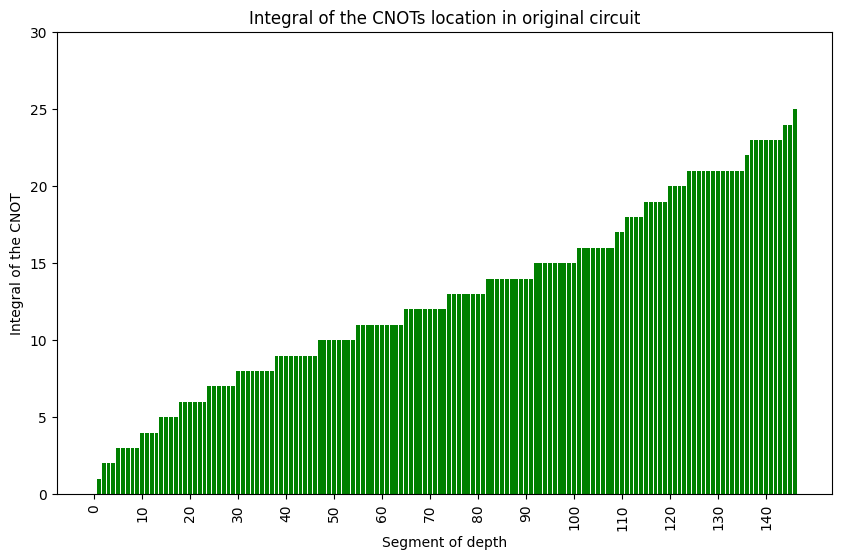 Integral of the CNOTs location in original circuit
30
25
20
15
10
5
0
Integral of the CNOT
0 10 20 30 40 50 60 70 80 90 100 110 120 130 140
Segment of depth